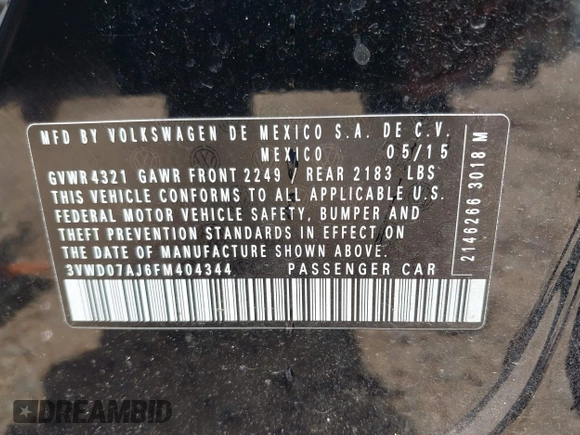 MFD BY VOLKSWAGEN DE MEXICO S.A. DE C.V.
MEXICO 05/15
GVWR 4321 GAWR FRONT 2249 / REAR 2183 LBS
THIS VEHICLE CONFORMS TO ALL APPLICABLE U.S.
FEDERAL MOTOR VEHICLE SAFETY, BUMPER AND
THEFT PREVENTION STANDARDS IN EFFECT ON
THE DATE OF MANUFACTURE SHOWN ABOVE.
3VWD07AJ6FM404344 PASSENGER CAR
2146266 3018 M
DREAMBID